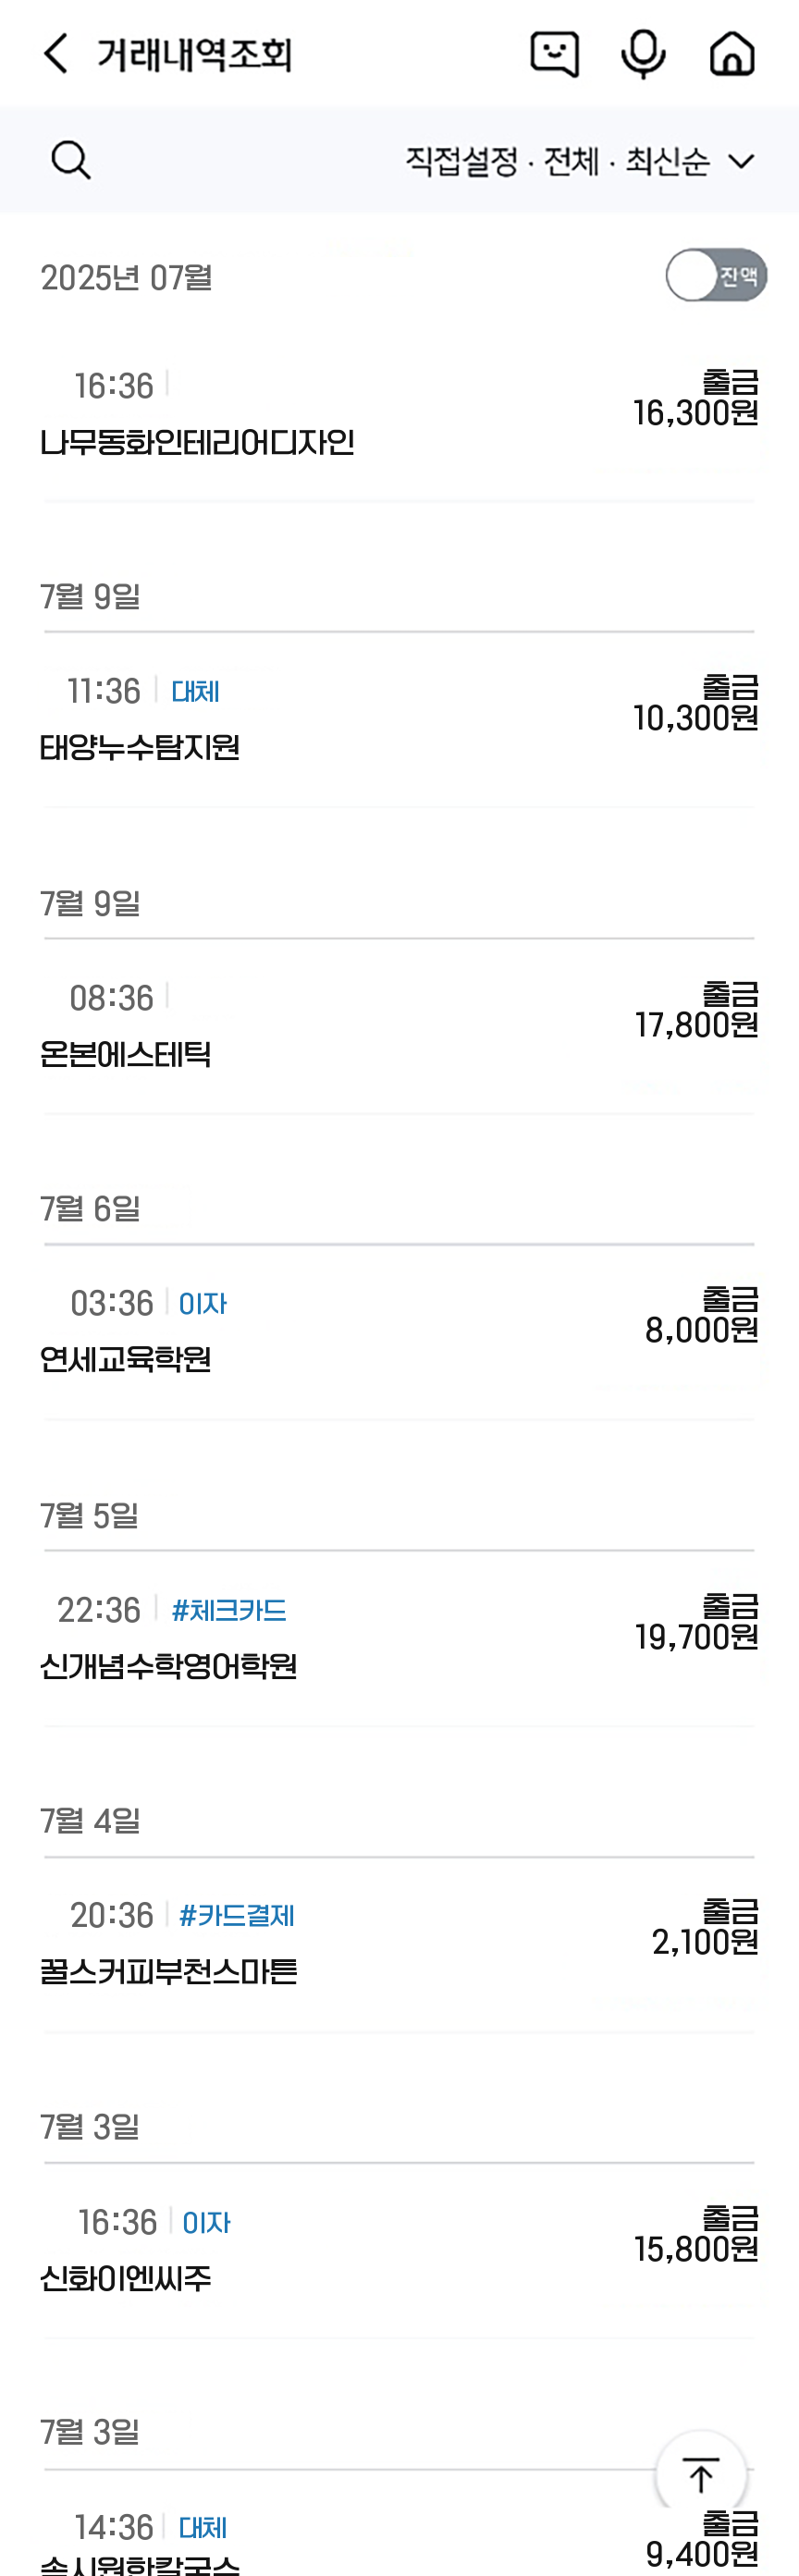 거래내역조회
직접설정 · 전체 · 최신순
2025년 07월
잔액
16:36
출금
16,300원
나무동화인테리어디자인
7월 9일
11:36 대체
출금
10,300원
태양누수탐지원
7월 9일
08:36
출금
17,800원
온본에스테틱
7월 6일
03:36 이자
출금
8,000원
연세교육학원
7월 5일
22:36 #체크카드
출금
19,700원
신개념수학영어학원
7월 4일
20:36 #카드결제
출금
2,100원
꿀스커피부천스마튼
7월 3일
16:36 이자
출금
15,800원
신화이엔씨주
7월 3일
14:36 대체
출금
9,400원
속시원한칼국수